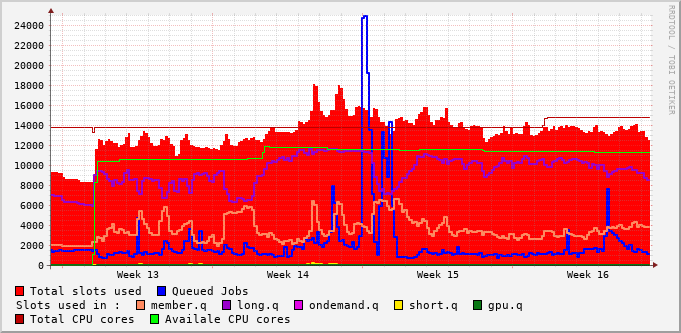 24000
22000
20000
18000
16000
14000
12000
10000
8000
6000
4000
2000
0
Week 13 Week 14 Week 15 Week 16
RRDTOOL / TOBI OETIKER
Total slots used Queued Jobs
Slots used in : member.q long.q ondemand.q short.q gpu.q
Total CPU cores Availale CPU cores